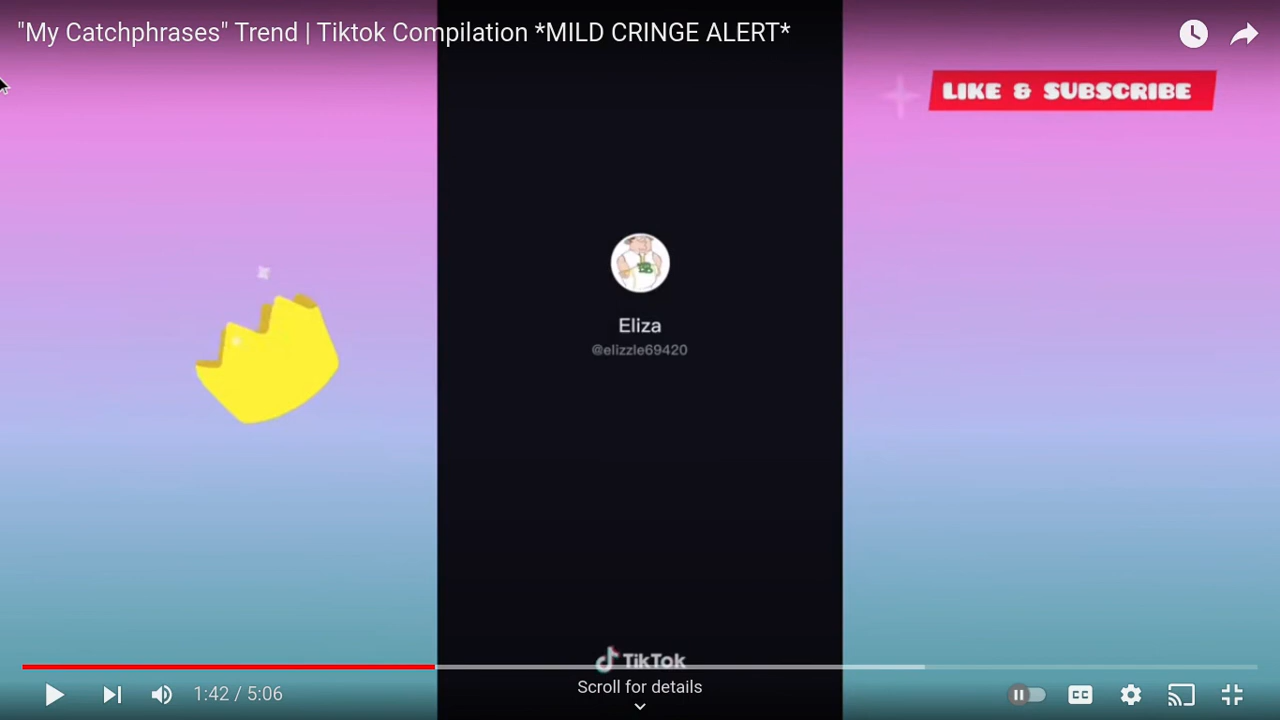 "My Catchphrases" Trend | Tiktok Compilation *MILD CRINGE ALERT*
LIKE & SUBSCRIBE
Eliza
@elizzle69420
TikTok
Scroll for details
1:42 / 5:06
CC